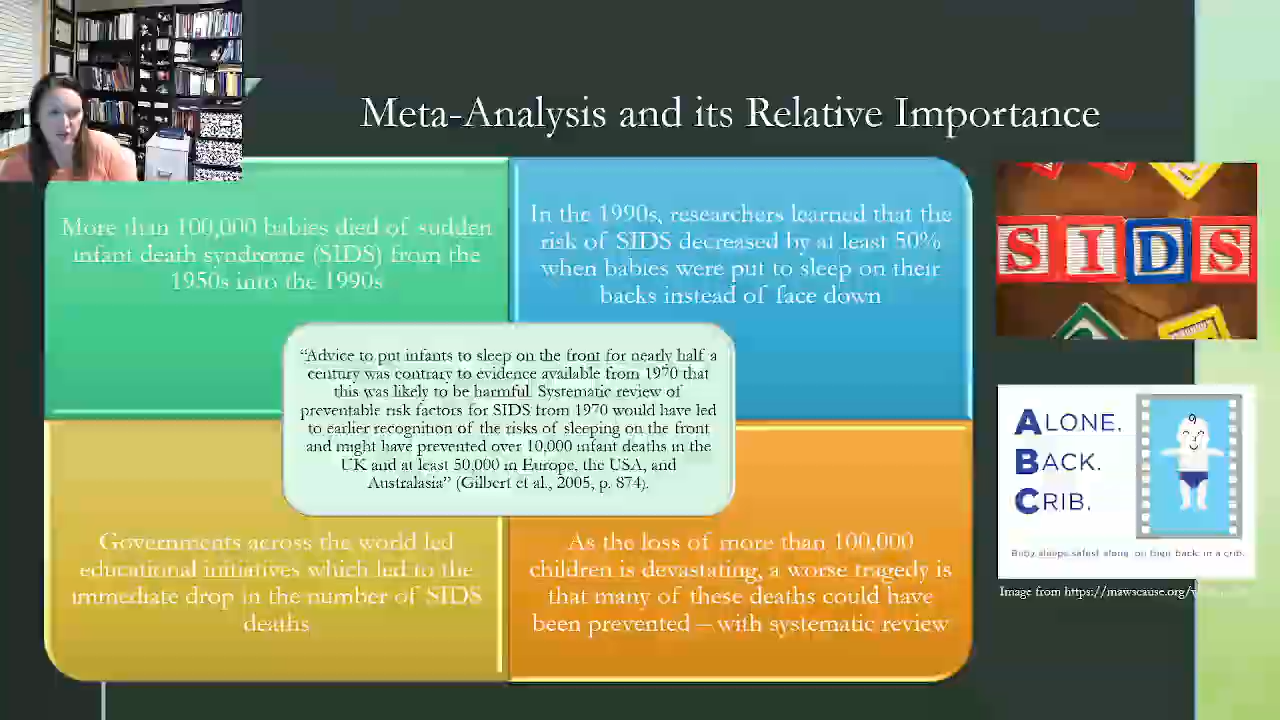 Meta-Analysis and its Relative Importance
More than 100,000 babies died of sudden
infant death syndrome (SIDS) from the
1950s into the 1990s
In the 1990s, researchers learned that the
risk of SIDS decreased by at least 50%
when babies were put to sleep on their
backs instead of face down
“Advice to put infants to sleep on the front for nearly half a
century was contrary to evidence available from 1970 that
this was likely to be harmful. Systematic review of
preventable risk factors for SIDS from 1970 would have led
to earlier recognition of the risks of sleeping on the front
and might have prevented over 10,000 infant deaths in the
UK and at least 50,000 in Europe, the USA, and
Australasia” (Gilbert et al., 2005, p. 874).
Governments across the world led
educational initiatives which led to the
immediate drop in the number of SIDS
deaths
As the loss of more than 100,000
children is devastating, a worse tragedy is
that many of these deaths could have
been prevented – with systematic review
SIDS
ALONE.
BACK.
CRIB.
Baby sleeps safest alone, on their back, in a crib.
Image from https://mawscause.org/